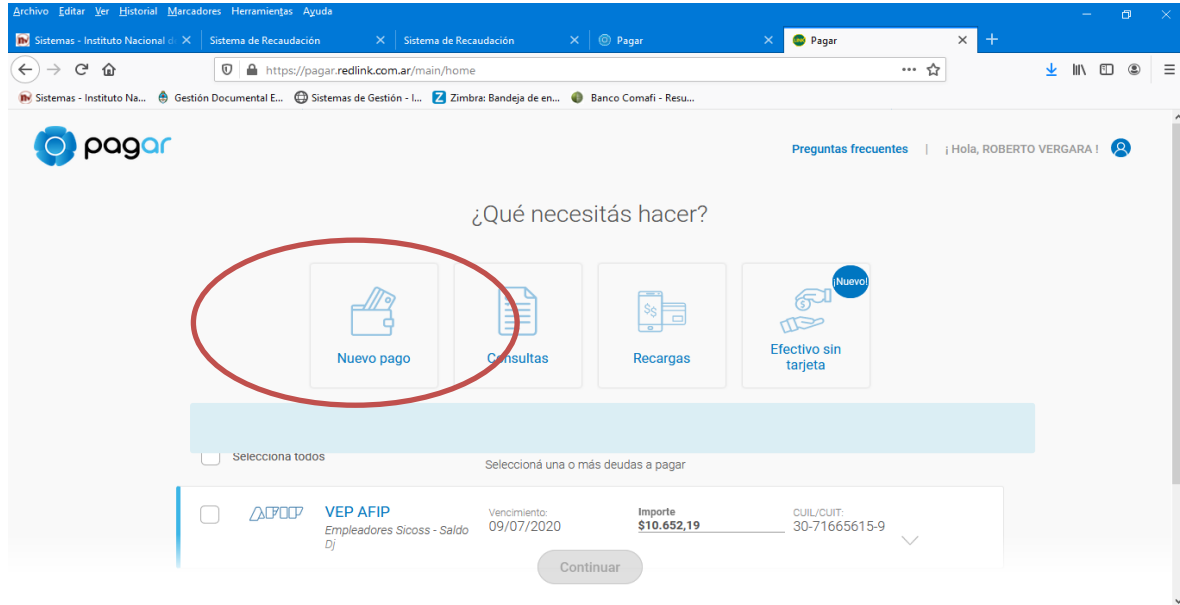 Archivo Editar Ver Historial Marcadores Herramientas Ayuda
Sistemas - Instituto Nacional d Sistema de Recaudación Sistema de Recaudación Pagar Pagar
https://pagar.redlink.com.ar/main/home
Sistemas - Instituto Na... Gestión Documental E... Sistemas de Gestión - I... Zimbra: Bandeja de en... Banco Comafi - Resu...
pagar
Preguntas frecuentes | ¡ Hola, ROBERTO VERGARA !
¿Qué necesitás hacer?
¡Nuevo!
Nuevo pago
Consultas
Recargas
Efectivo sin
tarjeta
Selecciona todos
Seleccioná una o más deudas a pagar
AFIP
VEP AFIP
Empleadores Sicoss - Saldo
Dj
Vencimiento:
09/07/2020
Importe
$10.652,19
CUIL/CUIT:
30-71665615-9
Continuar